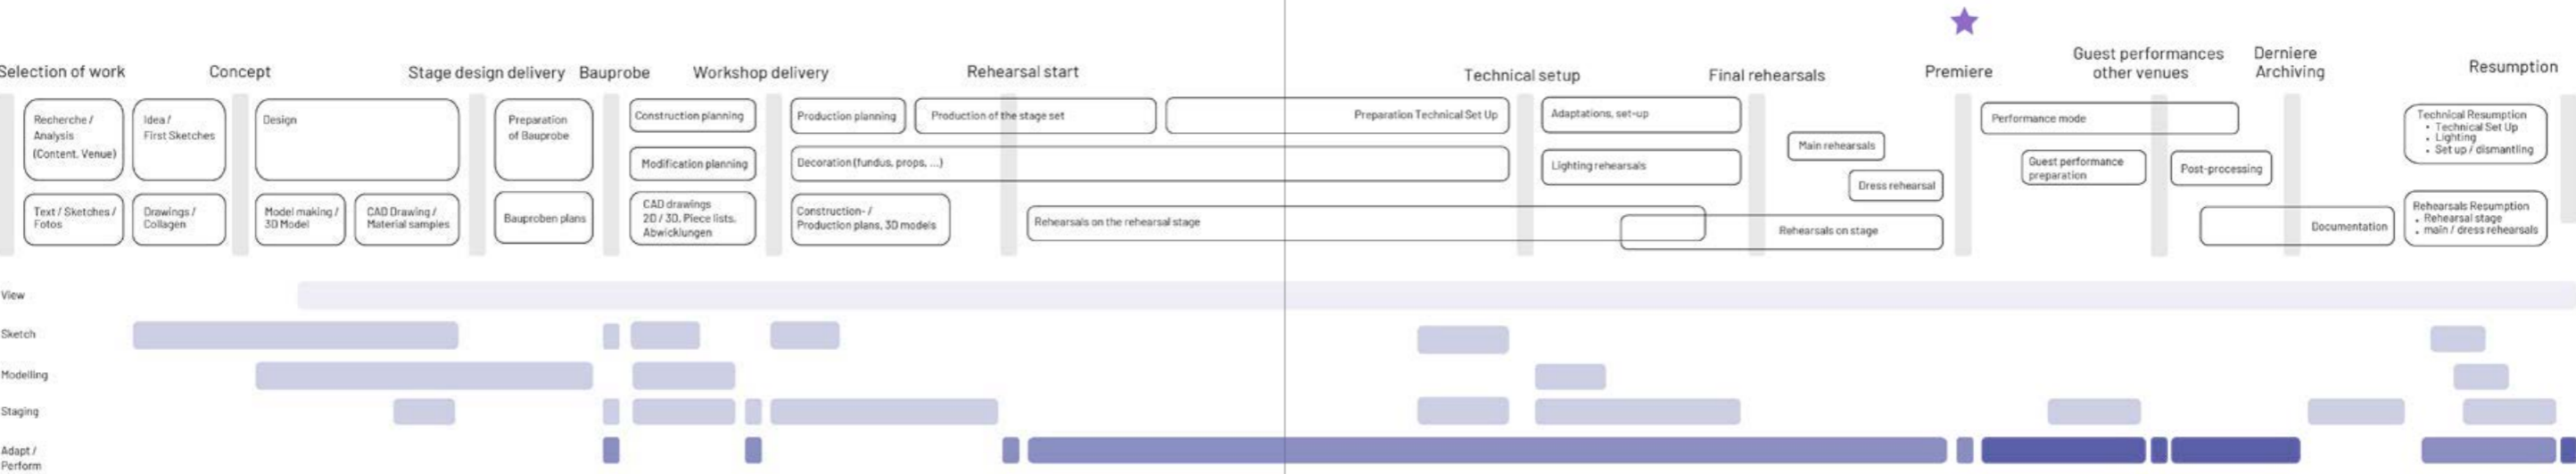 Selection of work
Concept
Stage design delivery
Bauprobe
Workshop delivery
Rehearsal start
Technical setup
Final rehearsals
Premiere
Guest performances
other venues
Derniere
Archiving
Resumption
Recherche /
Analysis
(Content, Venue)
Idea /
First Sketches
Design
Preparation
of Bauprobe
Construction planning
Production planning
Production of the stage set
Preparation Technical Set Up
Adaptations, set-up
Main rehearsals
Performance mode
Technical Resumption
• Technical Set Up
• Lighting
• Set up / dismantling
Modification planning
Decoration (fundus, props, ...)
Lighting rehearsals
Dress rehearsal
Guest performance
preparation
Post-processing
Text / Sketches /
Fotos
Drawings /
Collagen
Model making /
3D Model
CAD Drawing /
Material samples
Bauproben plans
CAD drawings
2D / 3D, Piece lists,
Abwicklungen
Construction- /
Production plans, 3D models
Rehearsals on the rehearsal stage
Rehearsals on stage
Documentation
Rehearsals Resumption
• Rehearsal stage
• main / dress rehearsals
View
Sketch
Modelling
Staging
Adapt /
Perform